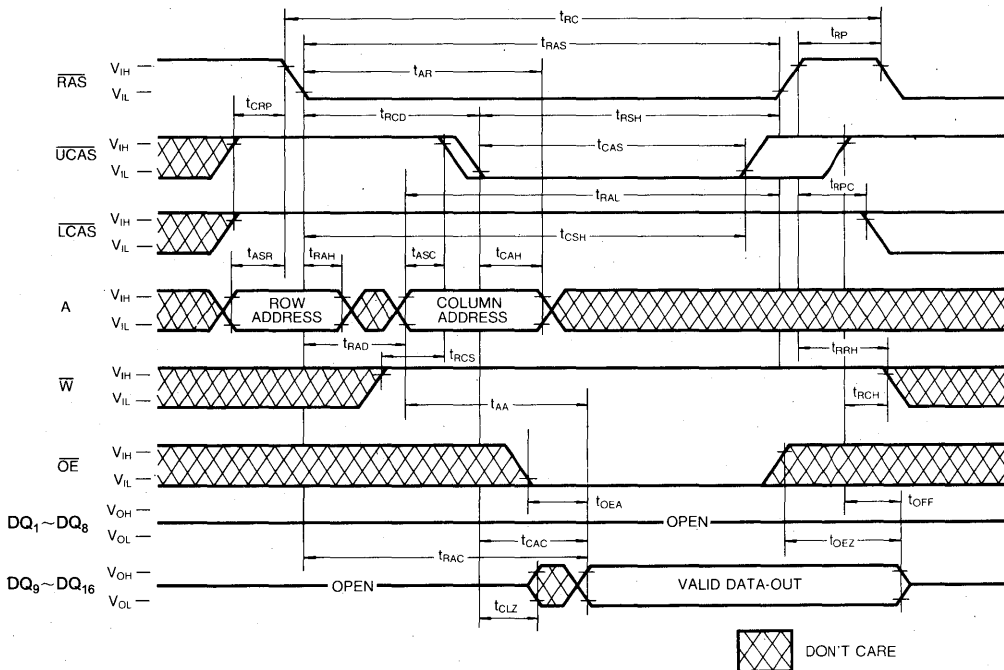 tRC
tRAS
tRP
tAR
RAS
VIH
VIL
tCRP
tRCD
tRSH
UCAS
VIH
VIL
tCAS
tRAL
tRPC
LCAS
VIH
VIL
tCSH
tASR
tRAH
tASC
tCAH
A
VIH
VIL
ROW
ADDRESS
COLUMN
ADDRESS
tRAD
tRCS
tRRH
W
VIH
VIL
tAA
tRCH
OE
VIH
VIL
tOEA
tOFF
DQ1~DQ8
VOH
VOL
OPEN
tCAC
tOEZ
tRAC
DQ9~DQ16
VOH
VOL
OPEN
VALID DATA-OUT
tCLZ
DON'T CARE